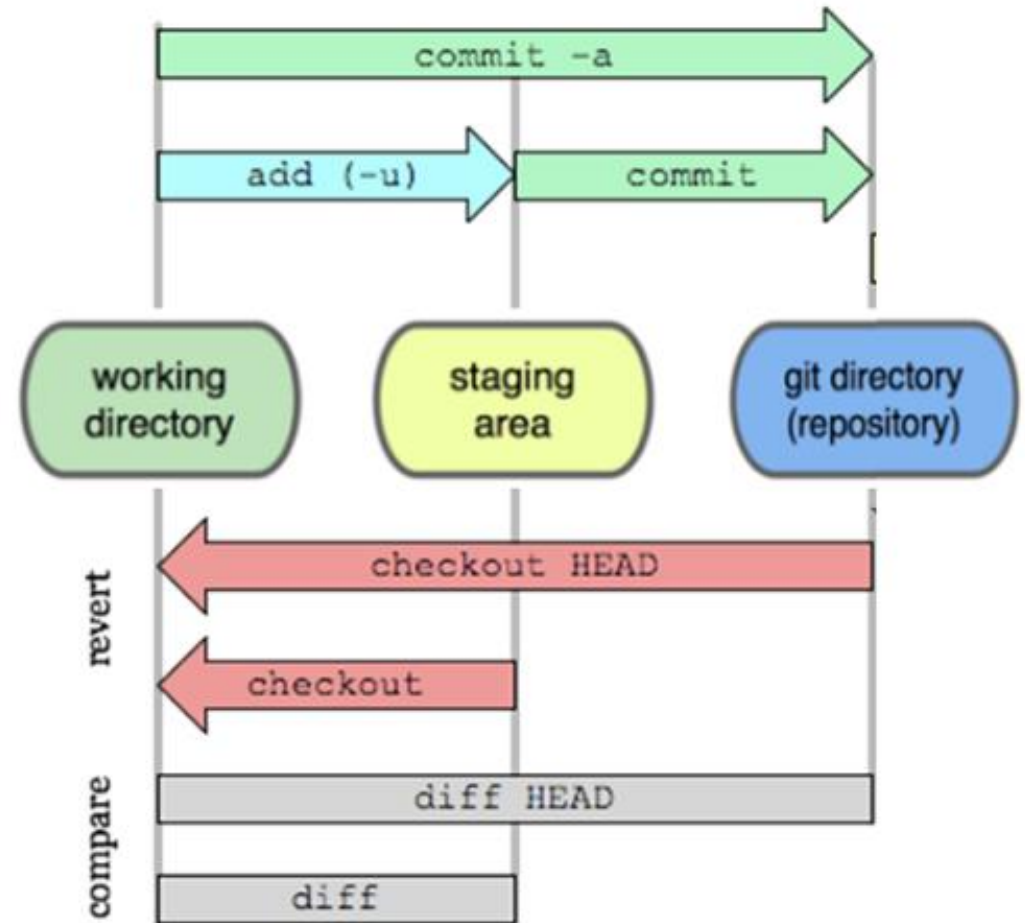 commit -a
add (-u)
commit
working
directory
staging
area
git directory
(repository)
revert
checkout HEAD
checkout
compare
diff HEAD
diff